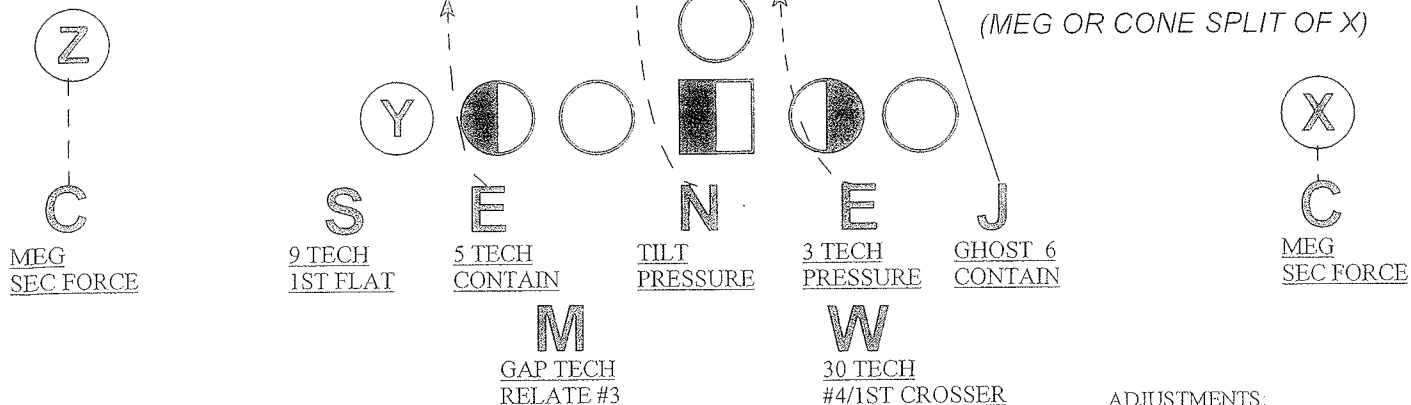 (MEG OR CONE SPLIT OF X)
Z
Y
X
C S E N E J C
MEG 9 TECH 5 TECH TILT 3 TECH GHOST 6 MEG
SEC FORCE 1ST FLAT CONTAIN PRESSURE PRESSURE CONTAIN SEC FORCE
M W
GAP TECH 30 TECH
RELATE #3 #4/1ST CROSSER ADJUSTMENTS: